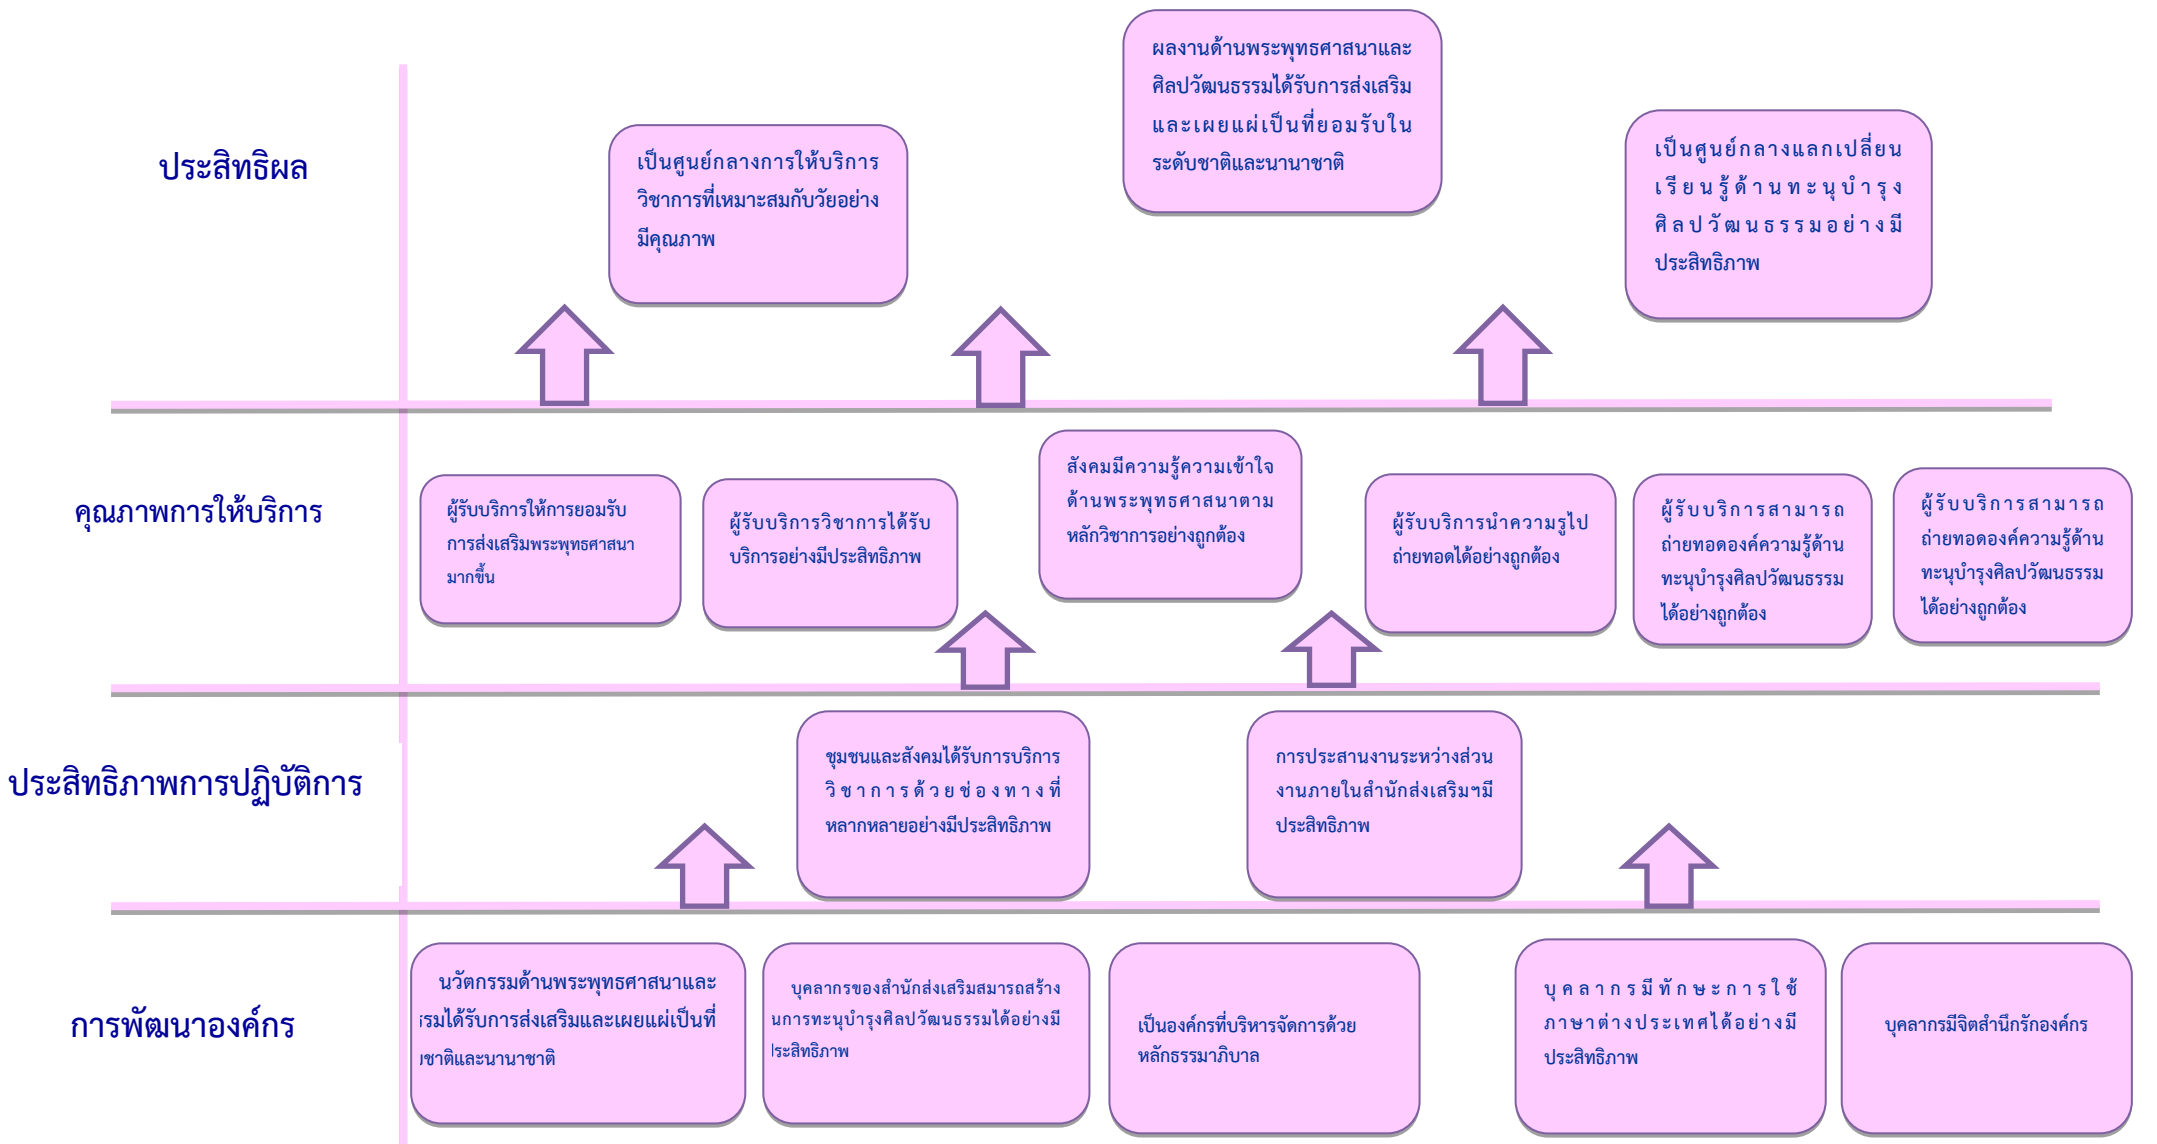 ประสิทธิผล
เป็นศูนย์กลางการให้บริการ
วิชาการที่เหมาะสมกับวัยอย่าง
มีคุณภาพ
ผลงานด้านพระพุทธศาสนาและ
ศิลปวัฒนธรรมได้รับการส่งเสริม
และเผยแผ่เป็นที่ยอมรับใน
ระดับชาติและนานาชาติ
เป็นศูนย์กลางแลกเปลี่ยน
เรียนรู้ด้านทะนุบำรุง
ศิลปวัฒนธรรมอย่างมี
ประสิทธิภาพ
คุณภาพการให้บริการ
ผู้รับบริการให้การยอมรับ
การส่งเสริมพระพุทธศาสนา
มากขึ้น
ผู้รับบริการวิชาการได้รับ
บริการอย่างมีประสิทธิภาพ
สังคมมีความรู้ความเข้าใจ
ด้านพระพุทธศาสนาตาม
หลักวิชาการอย่างถูกต้อง
ผู้รับบริการนำความรูไป
ถ่ายทอดได้อย่างถูกต้อง
ผู้รับบริการสามารถ
ถ่ายทอดองค์ความรู้ด้าน
ทะนุบำรุงศิลปวัฒนธรรม
ได้อย่างถูกต้อง
ผู้รับบริการสามารถ
ถ่ายทอดองค์ความรู้ด้าน
ทะนุบำรุงศิลปวัฒนธรรม
ได้อย่างถูกต้อง
ประสิทธิภาพการปฏิบัติการ
ชุมชนและสังคมได้รับการบริการ
วิชาการด้วยช่องทางที่
หลากหลายอย่างมีประสิทธิภาพ
การประสานงานระหว่างส่วน
งานภายในสำนักส่งเสริมฯมี
ประสิทธิภาพ
การพัฒนาองค์กร
นวัตกรรมด้านพระพุทธศาสนาและ
รมได้รับการส่งเสริมและเผยแผ่เป็นที่
ชาติและนานาชาติ
บุคลากรของสำนักส่งเสริมสมารถสร้าง
นการทะนุบำรุงศิลปวัฒนธรรมได้อย่างมี
ประสิทธิภาพ
เป็นองค์กรที่บริหารจัดการด้วย
หลักธรรมาภิบาล
บุคลากรมีทักษะการใช้
ภาษาต่างประเทศได้อย่างมี
ประสิทธิภาพ
บุคลากรมีจิตสำนึกรักองค์กร